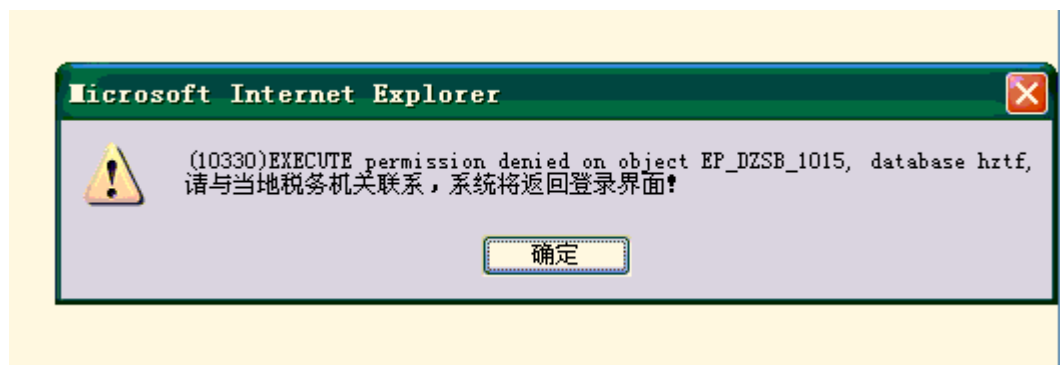 Microsoft Internet Explorer
(10330)EXECUTE permission denied on object EP_DZSB_1015, database hztf,
请与当地税务机关联系，系统将返回登录界面！
确定